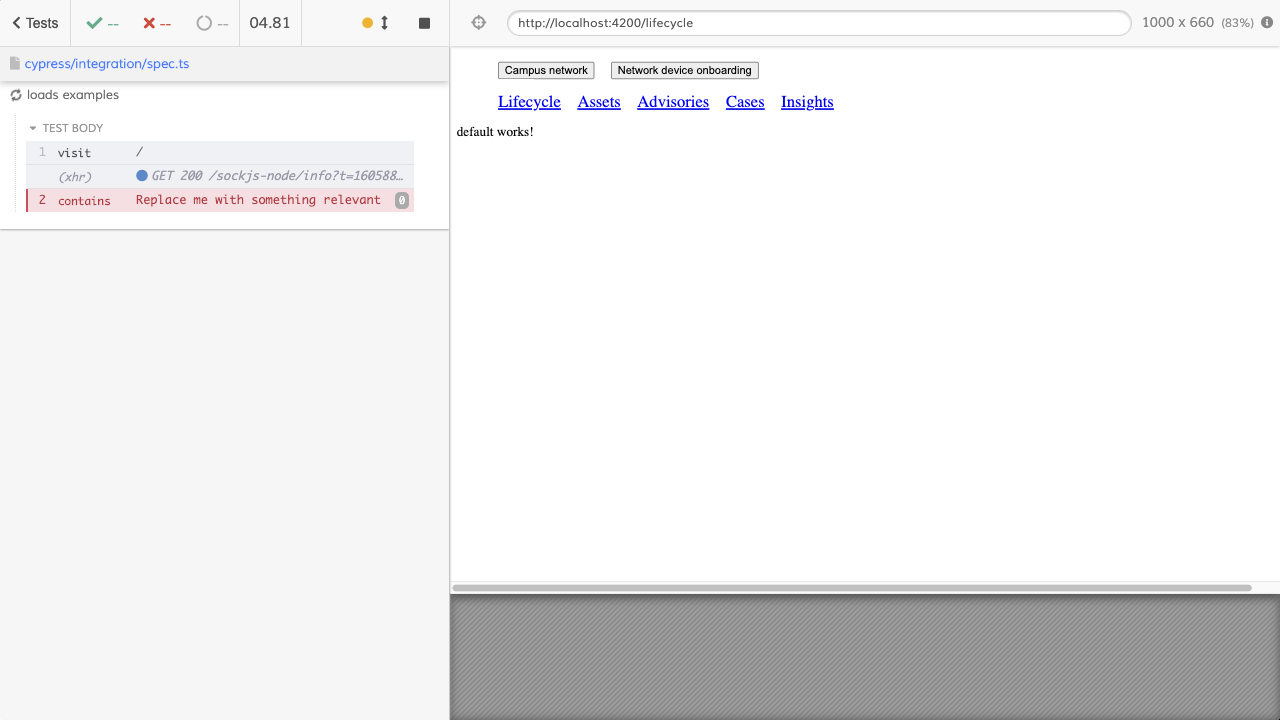 Tests -- -- -- 04.81
cypress/integration/spec.ts
loads examples
TEST BODY
1 visit /
(xhr) GET 200 /sockjs-node/info?t=160588…
2 contains Replace me with something relevant 0
http://localhost:4200/lifecycle 1000 x 660 (83%)
Campus network Network device onboarding
Lifecycle Assets Advisories Cases Insights
default works!